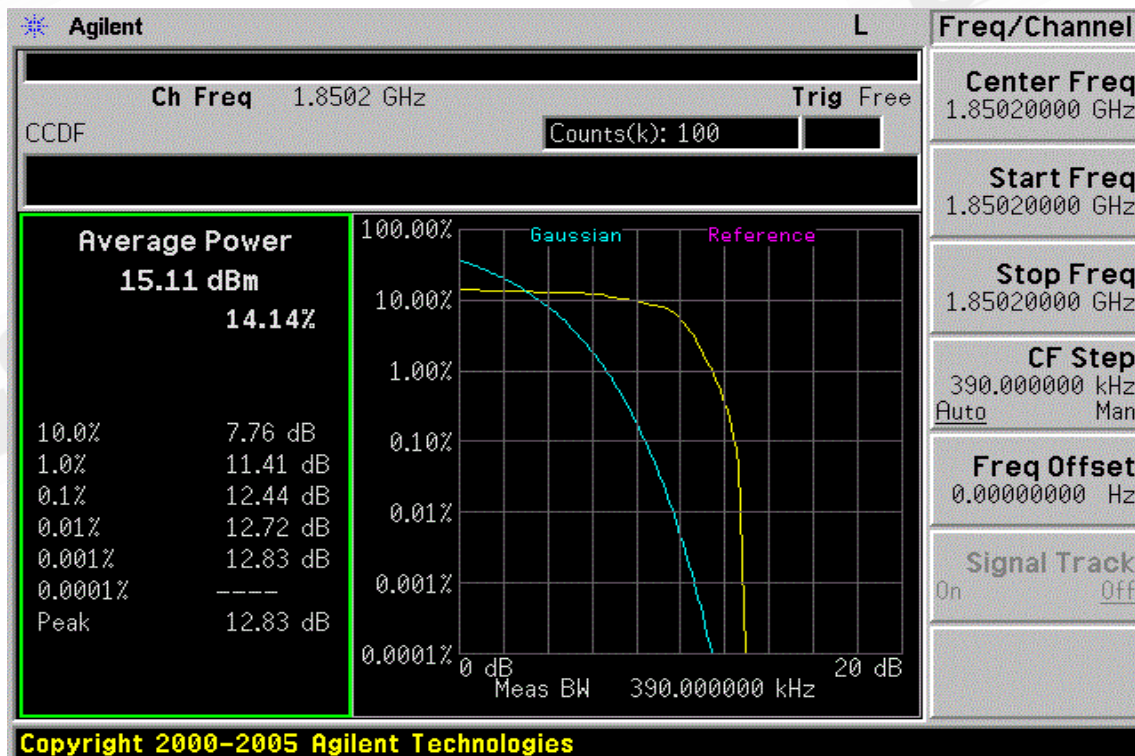 Agilent L Freq/Channel
Ch Freq 1.8502 GHz Trig Free
CCDF Counts(k): 100
Average Power
15.11 dBm
14.14%
10.0% 7.76 dB
1.0% 11.41 dB
0.1% 12.44 dB
0.01% 12.72 dB
0.001% 12.83 dB
0.0001% ----
Peak 12.83 dB
100.00%
Gaussian Reference
10.00%
1.00%
0.10%
0.01%
0.001%
0.0001%
0 dB 20 dB
Meas BW 390.000000 kHz
Center Freq
1.85020000 GHz
Start Freq
1.85020000 GHz
Stop Freq
1.85020000 GHz
CF Step
390.000000 kHz
Auto Man
Freq Offset
0.00000000 Hz
Signal Track
On Off
Copyright 2000-2005 Agilent Technologies